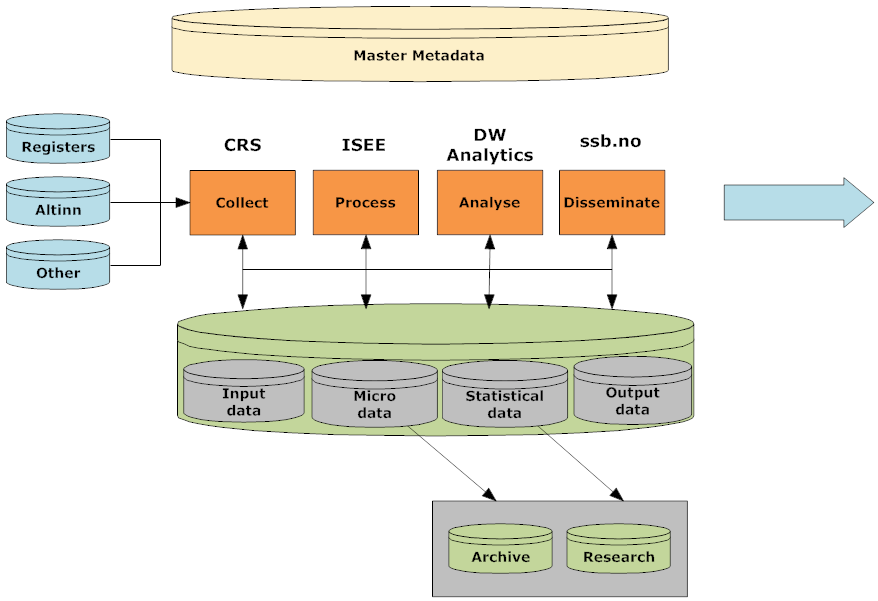 Master Metadata
Registers
Altinn
Other
CRS
ISEE
DW
Analytics
ssb.no
Collect
Process
Analyse
Disseminate
Input
data
Micro
data
Statistical
data
Output
data
Archive
Research